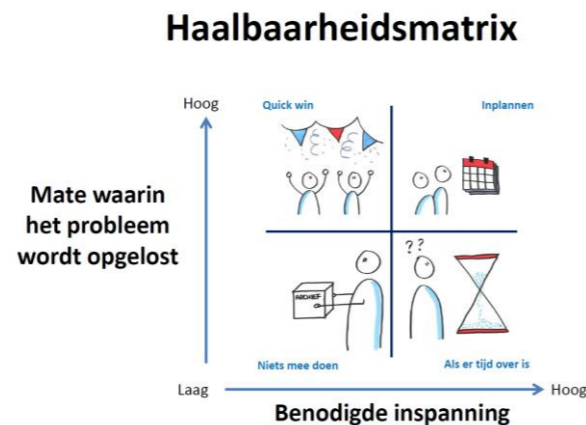 Haalbaarheidsmatrix
Hoog
Quick win
Inplannen
Mate waarin
het probleem
wordt opgelost
??
ARCHIEF
Niets mee doen
Als er tijd over is
Laag
Hoog
Benodigde inspanning